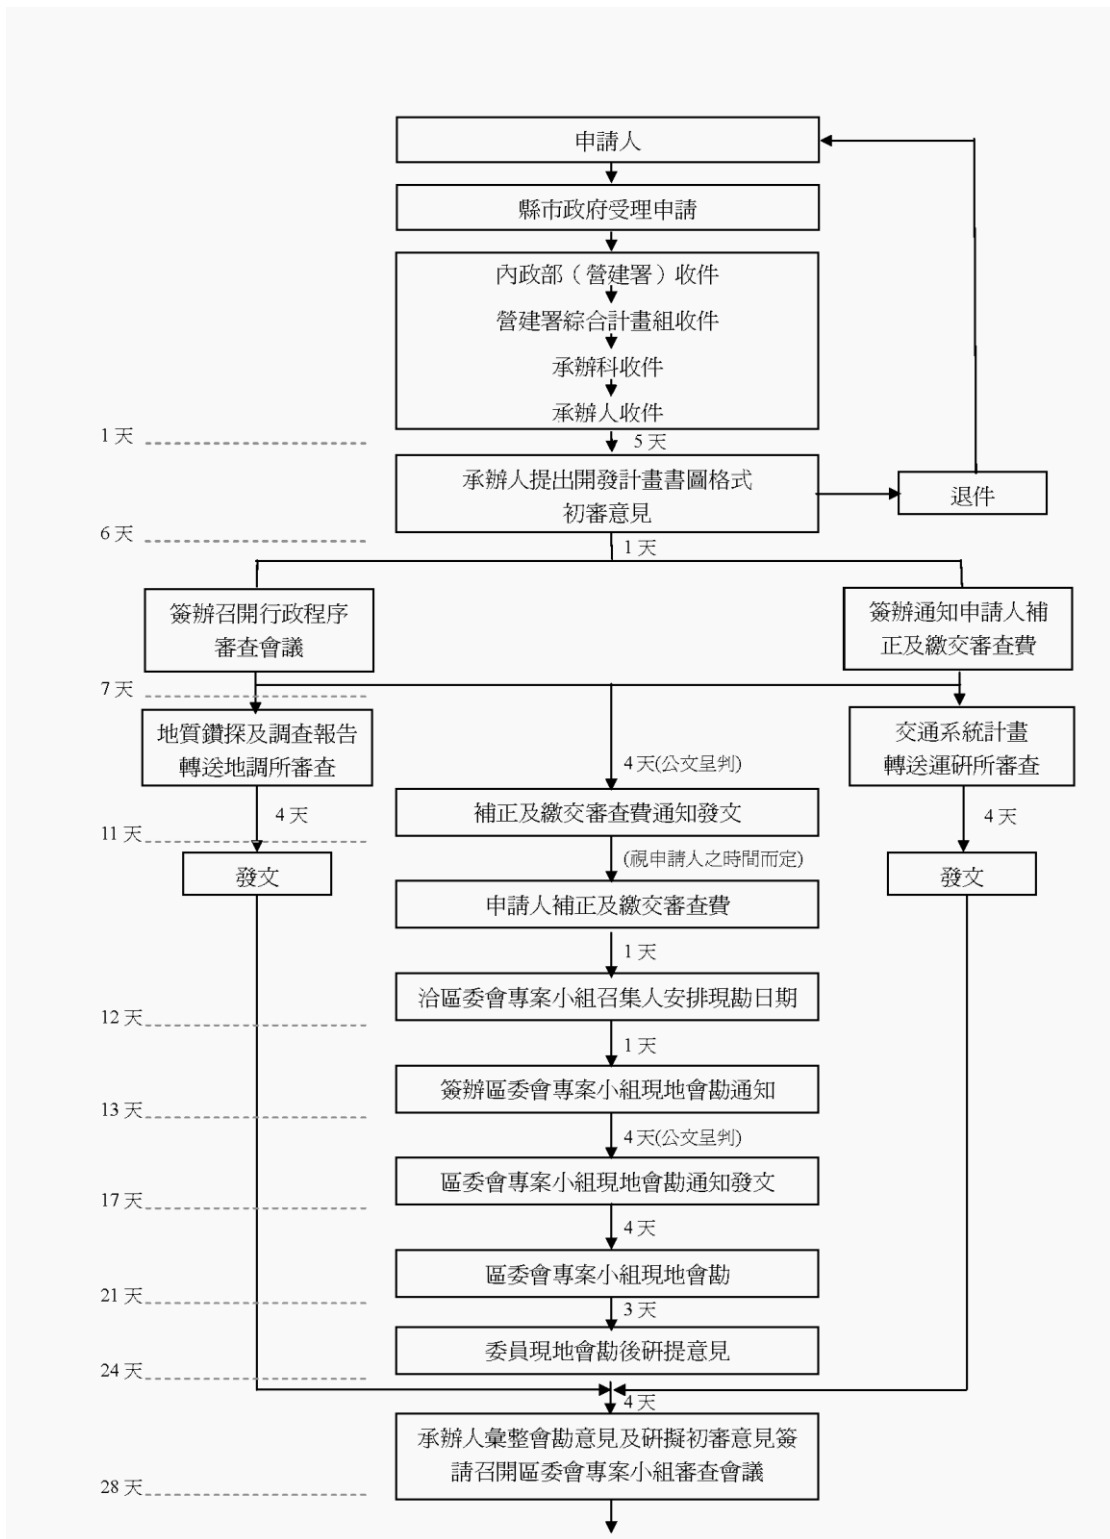 申請人
縣市政府受理申請
內政部（營建署）收件
營建署綜合計畫組收件
承辦科收件
承辦人收件
1 天
5 天
承辦人提出開發計畫書圖格式
初審意見
退件
6 天
1 天
簽辦召開行政程序
審查會議
簽辦通知申請人補
正及繳交審查費
7 天
地質鑽探及調查報告
轉送地調所審查
交通系統計畫
轉送運研所審查
4 天(公文呈判)
4 天
補正及繳交審查費通知發文
4 天
11 天
(視申請人之時間而定)
發文
發文
申請人補正及繳交審查費
1 天
洽區委會專案小組召集人安排現勘日期
12 天
1 天
簽辦區委會專案小組現地會勘通知
13 天
4 天(公文呈判)
區委會專案小組現地會勘通知發文
17 天
4 天
區委會專案小組現地會勘
21 天
3 天
委員現地會勘後研提意見
24 天
4 天
承辦人彙整會勘意見及研擬初審意見簽
請召開區委會專案小組審查會議
28 天